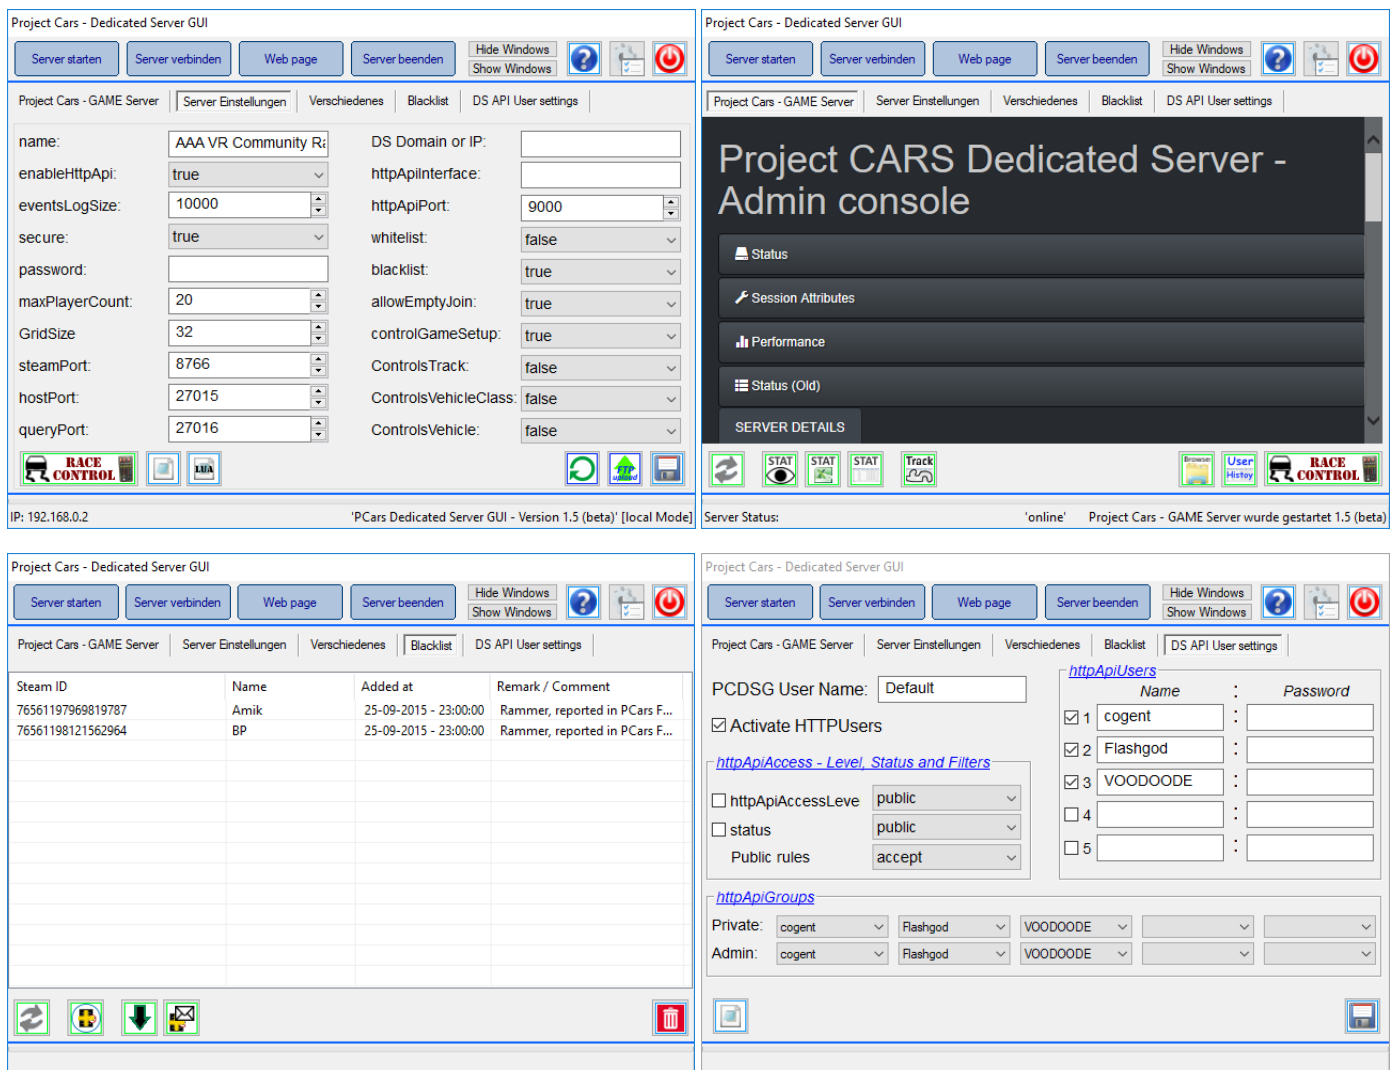 Project Cars - Dedicated Server GUI
Server starten Server verbinden Web page Server beenden Hide Windows
Show Windows
Project Cars - GAME Server Server Einstellungen Verschiedenes Blacklist DS API User settings
name: AAA VR Community Ra DS Domain or IP:
enableHttpApi: true httpApiInterface:
eventsLogSize: 10000 httpApiPort: 9000
secure: true whitelist: false
password: blacklist: true
maxPlayerCount: 20 allowEmptyJoin: true
GridSize 32 controlGameSetup: true
steamPort: 8766 ControlsTrack: false
hostPort: 27015 ControlsVehicleClass: false
queryPort: 27016 ControlsVehicle: false
RACE CONTROL LUA FTP upload
IP: 192.168.0.2 'PCars Dedicated Server GUI - Version 1.5 (beta)' [local Mode]
Project Cars - Dedicated Server GUI
Server starten Server verbinden Web page Server beenden Hide Windows
Show Windows
Project Cars - GAME Server Server Einstellungen Verschiedenes Blacklist DS API User settings
Project CARS Dedicated Server -
Admin console
Status
Session Attributes
Performance
Status (Old)
SERVER DETAILS
STAT STAT STAT Track Browser User Histoy RACE CONTROL
Server Status: 'online' Project Cars - GAME Server wurde gestartet 1.5 (beta)
Project Cars - Dedicated Server GUI
Server starten Server verbinden Web page Server beenden Hide Windows
Show Windows
Project Cars - GAME Server Server Einstellungen Verschiedenes Blacklist DS API User settings
Steam ID Name Added at Remark / Comment
76561197969819787 Amik 25-09-2015 - 23:00:00 Rammer, reported in PCars F...
76561198121562964 BP 25-09-2015 - 23:00:00 Rammer, reported in PCars F...
Project Cars - Dedicated Server GUI
Server starten Server verbinden Web page Server beenden Hide Windows
Show Windows
Project Cars - GAME Server Server Einstellungen Verschiedenes Blacklist DS API User settings
PCDSG User Name: Default
Activate HTTPUsers
httpApiAccess - Level, Status and Filters
httpApiAccessLeve public
status public
Public rules accept
httpApiUsers
Name : Password
1 cogent :
2 Flashgod :
3 VOODOODE :
4 :
5 :
httpApiGroups
Private: cogent Flashgod VOODOODE
Admin: cogent Flashgod VOODOODE